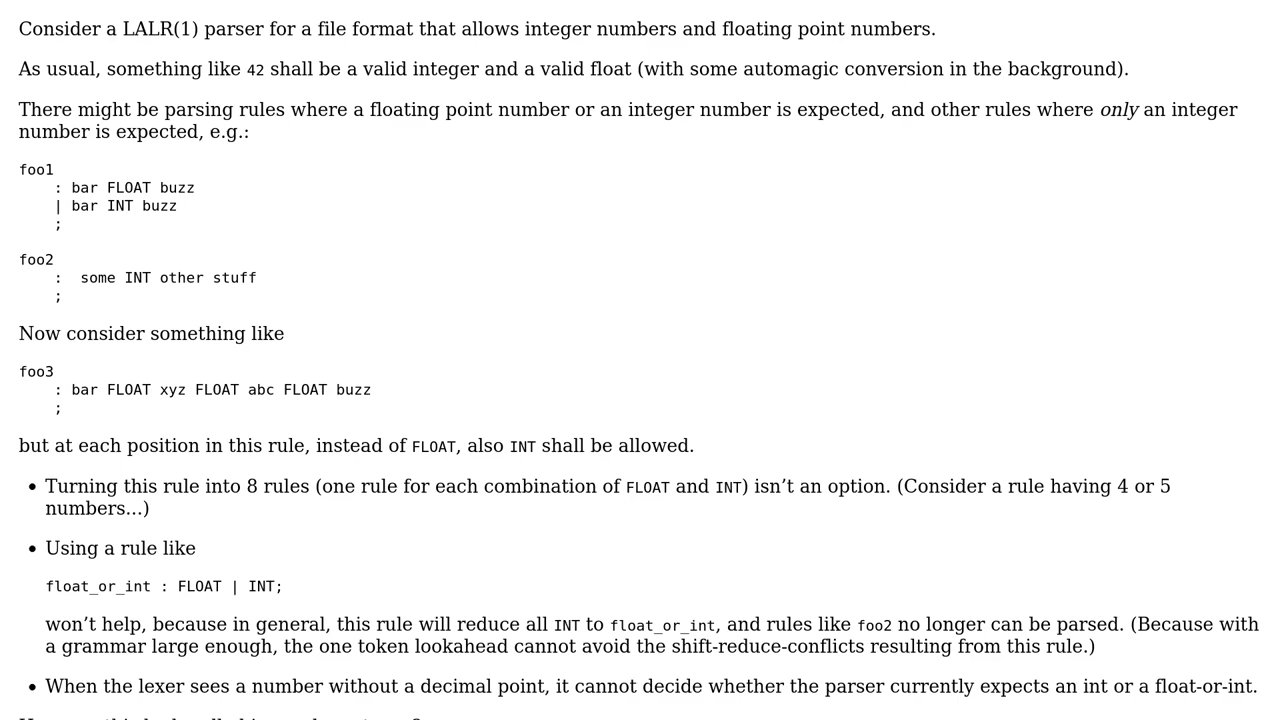 Consider a LALR(1) parser for a file format that allows integer numbers and floating point numbers.
As usual, something like 42 shall be a valid integer and a valid float (with some automagic conversion in the background).
There might be parsing rules where a floating point number or an integer number is expected, and other rules where only an integer
number is expected, e.g.:
foo1
    : bar FLOAT buzz
    | bar INT buzz
    ;
foo2
    :  some INT other stuff
    ;
Now consider something like
foo3
    : bar FLOAT xyz FLOAT abc FLOAT buzz
    ;
but at each position in this rule, instead of FLOAT, also INT shall be allowed.
• Turning this rule into 8 rules (one rule for each combination of FLOAT and INT) isn’t an option. (Consider a rule having 4 or 5
numbers…)
• Using a rule like
float_or_int : FLOAT | INT;
won’t help, because in general, this rule will reduce all INT to float_or_int, and rules like foo2 no longer can be parsed. (Because with
a grammar large enough, the one token lookahead cannot avoid the shift-reduce-conflicts resulting from this rule.)
• When the lexer sees a number without a decimal point, it cannot decide whether the parser currently expects an int or a float-or-int.